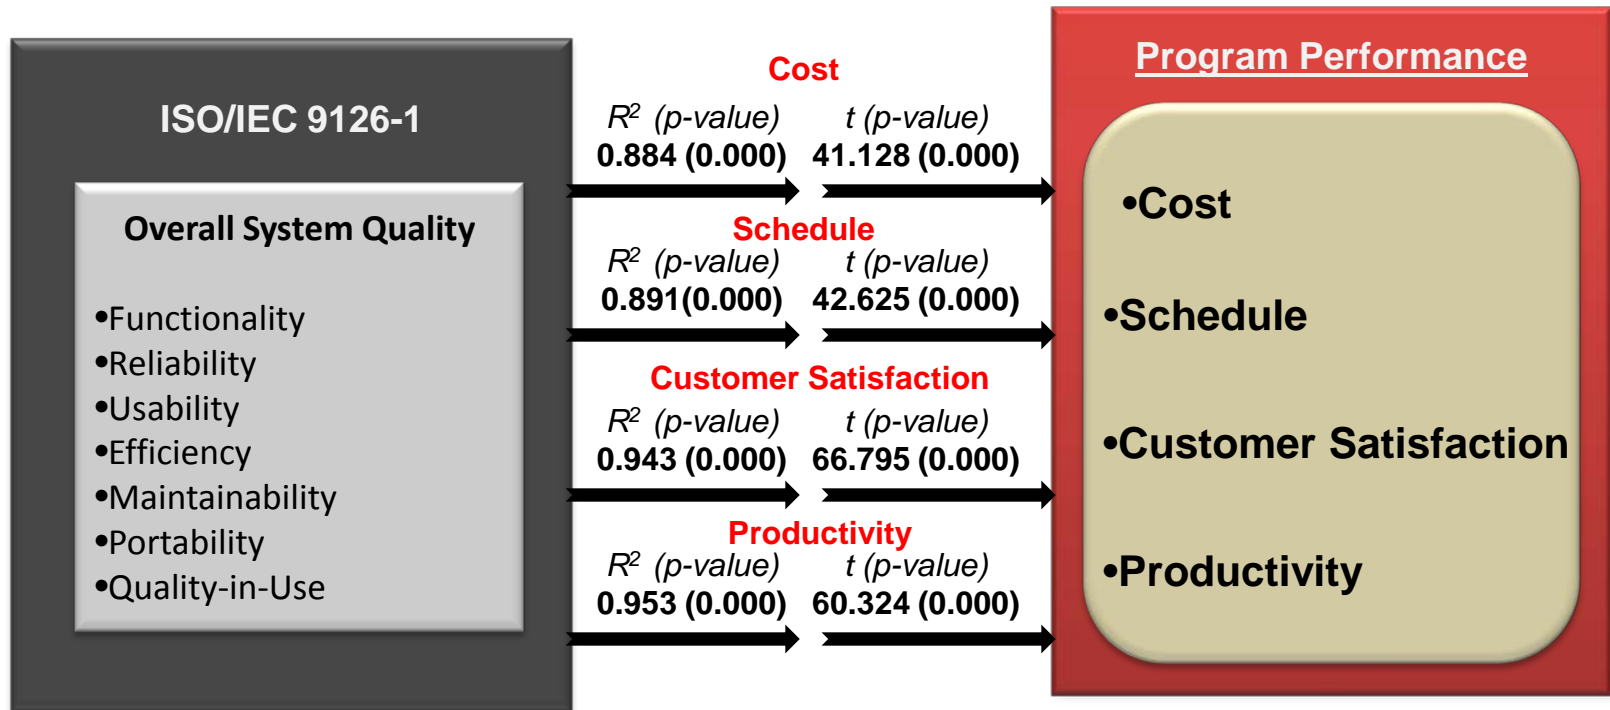 ISO/IEC 9126-1
Overall System Quality
•Functionality
•Reliability
•Usability
•Efficiency
•Maintainability
•Portability
•Quality-in-Use
Cost
R² (p-value) t (p-value)
0.884 (0.000) 41.128 (0.000)
Schedule
R² (p-value) t (p-value)
0.891(0.000) 42.625 (0.000)
Customer Satisfaction
R² (p-value) t (p-value)
0.943 (0.000) 66.795 (0.000)
Productivity
R² (p-value) t (p-value)
0.953 (0.000) 60.324 (0.000)
Program Performance
•Cost
•Schedule
•Customer Satisfaction
•Productivity